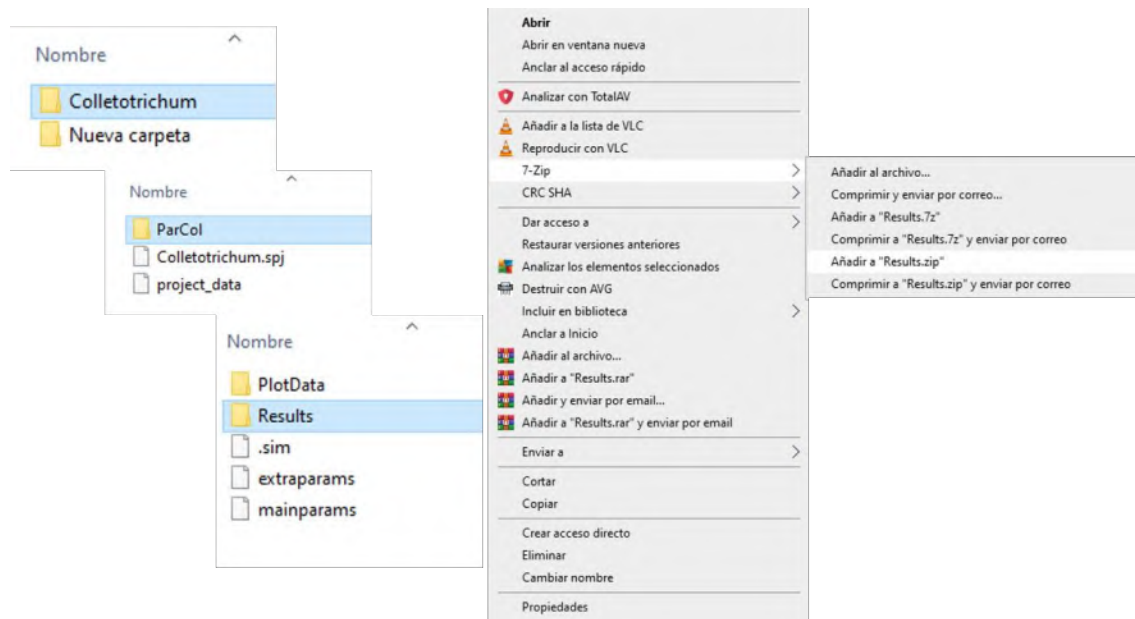 Nombre
Colletotrichum
Nueva carpeta
Nombre
ParCol
Colletotrichum.spj
project_data
Nombre
PlotData
Results
.sim
extraparams
mainparams
Abrir
Abrir en ventana nueva
Anclar al acceso rápido
Analizar con TotalAV
Añadir a la lista de VLC
Reproducir con VLC
7-Zip
CRC SHA
Dar acceso a
Restaurar versiones anteriores
Analizar los elementos seleccionados
Destruir con AVG
Incluir en biblioteca
Anclar a Inicio
Añadir al archivo...
Añadir a "Results.rar"
Añadir y enviar por email...
Añadir a "Results.rar" y enviar por email
Enviar a
Cortar
Copiar
Crear acceso directo
Eliminar
Cambiar nombre
Propiedades
Añadir al archivo...
Comprimir y enviar por correo...
Añadir a "Results.7z"
Comprimir a "Results.7z" y enviar por correo
Añadir a "Results.zip"
Comprimir a "Results.zip" y enviar por correo